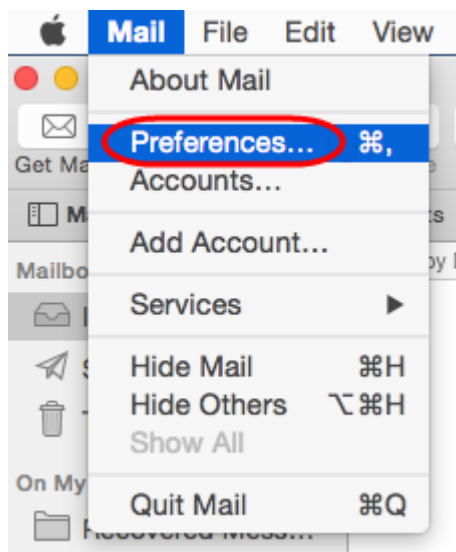 Mail File Edit View
About Mail
Preferences... ⌘,
Get Ma
Accounts...
Add Account...
Mailbo
Services ▶
Hide Mail ⌘H
Hide Others ⌥⌘H
Show All
On My
Quit Mail ⌘Q